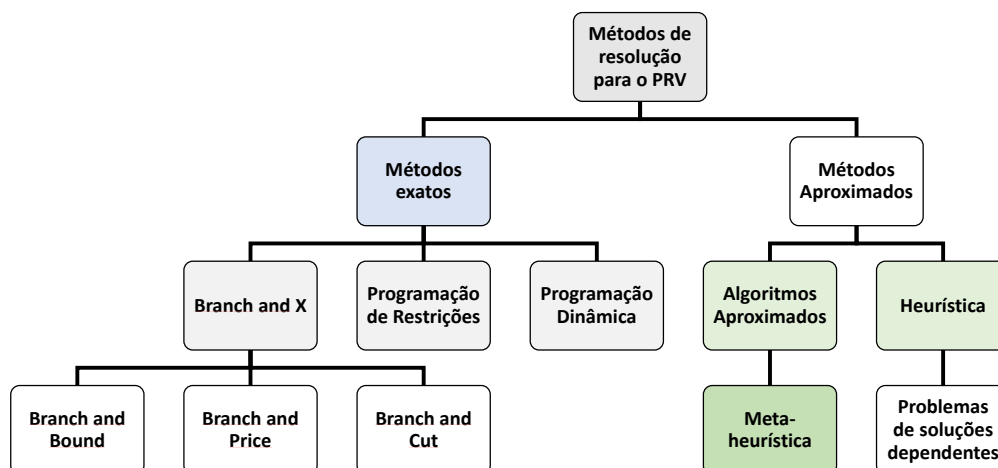 Métodos de
resolução
para o PRV
Métodos
exatos
Métodos
Aproximados
Branch and X
Programação
de Restrições
Programação
Dinâmica
Algoritmos
Aproximados
Heurística
Branch and
Bound
Branch and
Price
Branch and
Cut
Meta-
heurística
Problemas
de soluções
dependentes